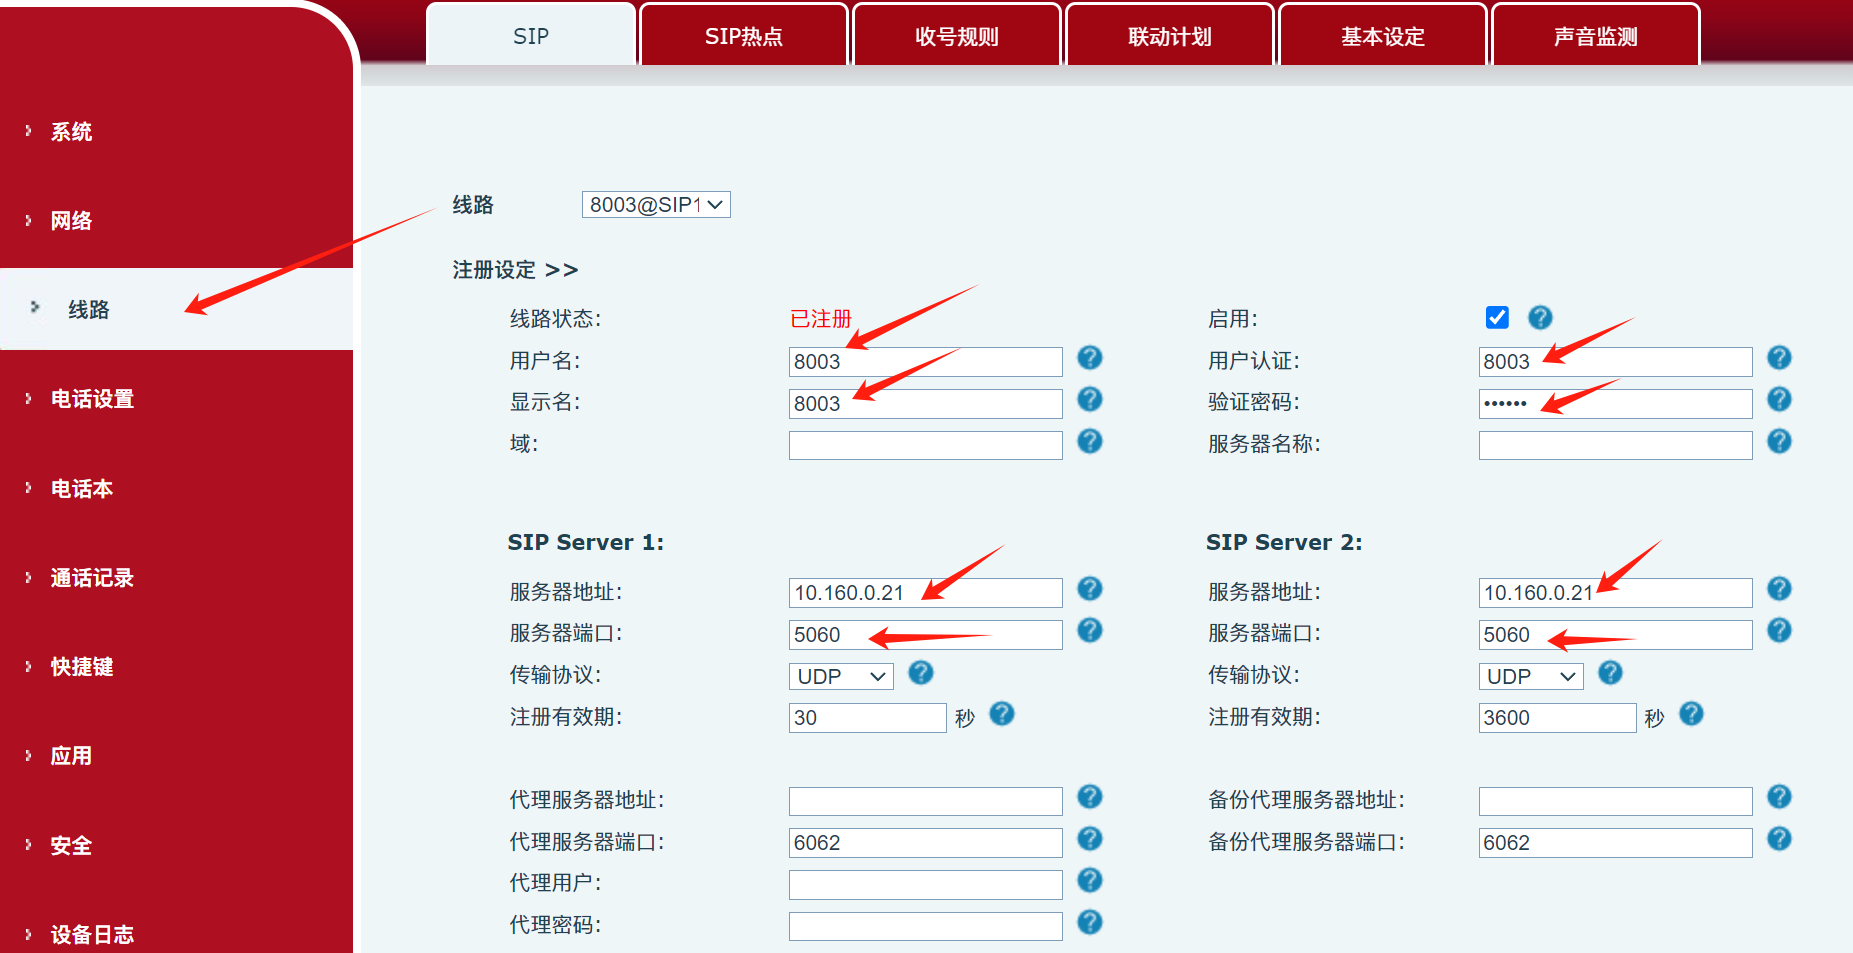 SIP
SIP热点
收号规则
联动计划
基本设定
声音监测
系统
网络
线路
电话设置
电话本
通话记录
快捷键
应用
安全
设备日志
线路 8003@SIP1
注册设定 >>
线路状态: 已注册 启用:
用户名: 8003 用户认证: 8003
显示名: 8003 验证密码: ••••••
域: 服务器名称:
SIP Server 1: SIP Server 2:
服务器地址: 10.160.0.21 服务器地址: 10.160.0.21
服务器端口: 5060 服务器端口: 5060
传输协议: UDP 传输协议: UDP
注册有效期: 30 秒 注册有效期: 3600 秒
代理服务器地址: 备份代理服务器地址:
代理服务器端口: 6062 备份代理服务器端口: 6062
代理用户:
代理密码: